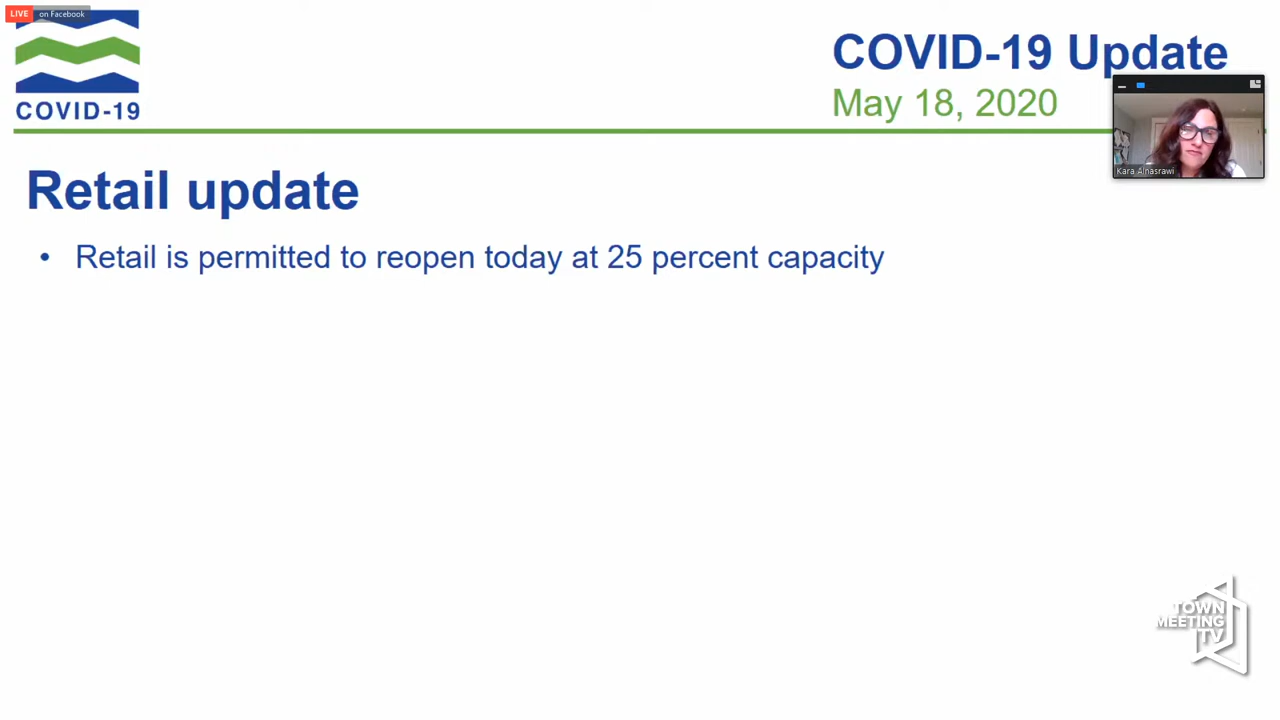 LIVE on Facebook
COVID-19
COVID-19 Update
May 18, 2020
Kara Alnasrawi
Retail update
• Retail is permitted to reopen today at 25 percent capacity
TOWN
MEETING
TV